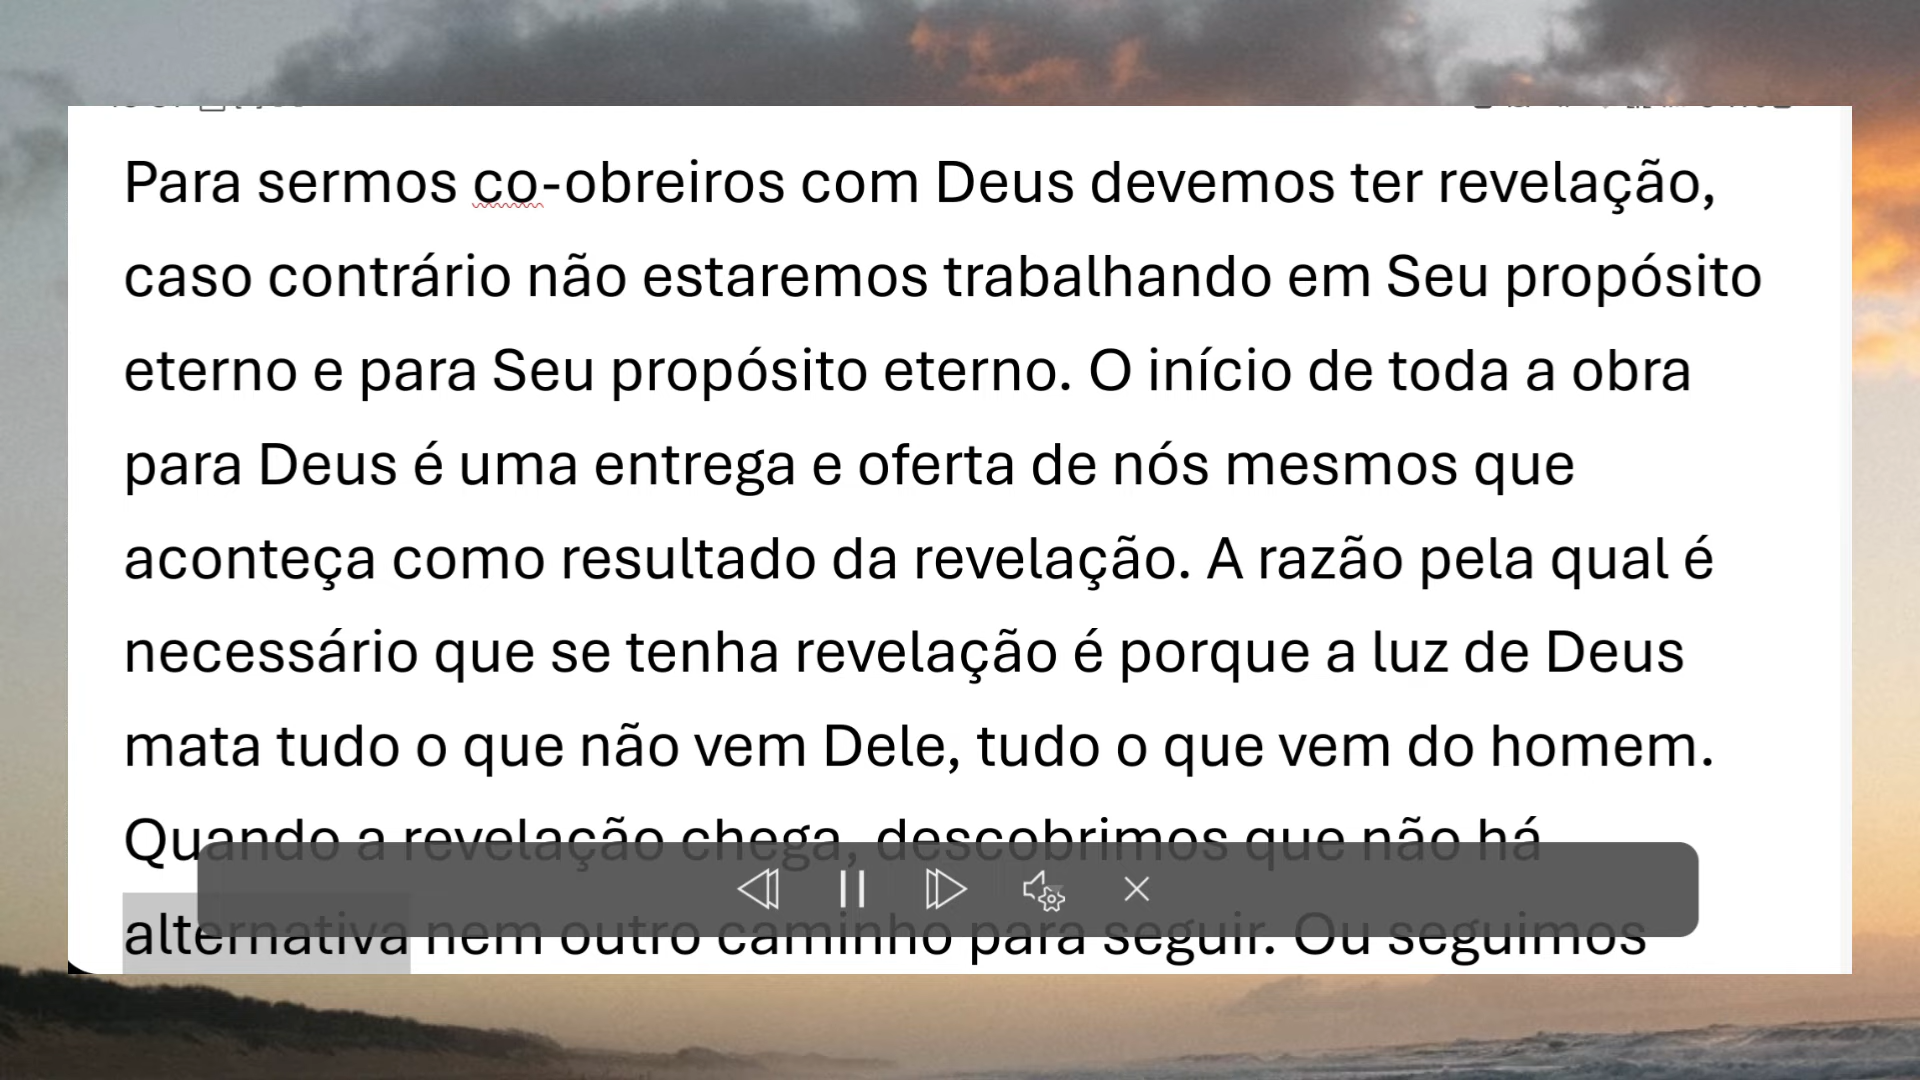 Para sermos co-obreiros com Deus devemos ter revelação,
caso contrário não estaremos trabalhando em Seu propósito
eterno e para Seu propósito eterno. O início de toda a obra
para Deus é uma entrega e oferta de nós mesmos que
aconteça como resultado da revelação. A razão pela qual é
necessário que se tenha revelação é porque a luz de Deus
mata tudo o que não vem Dele, tudo o que vem do homem.
Quando a revelação chega, descobrimos que não há
alternativa nem outro caminho para seguir. Ou seguimos